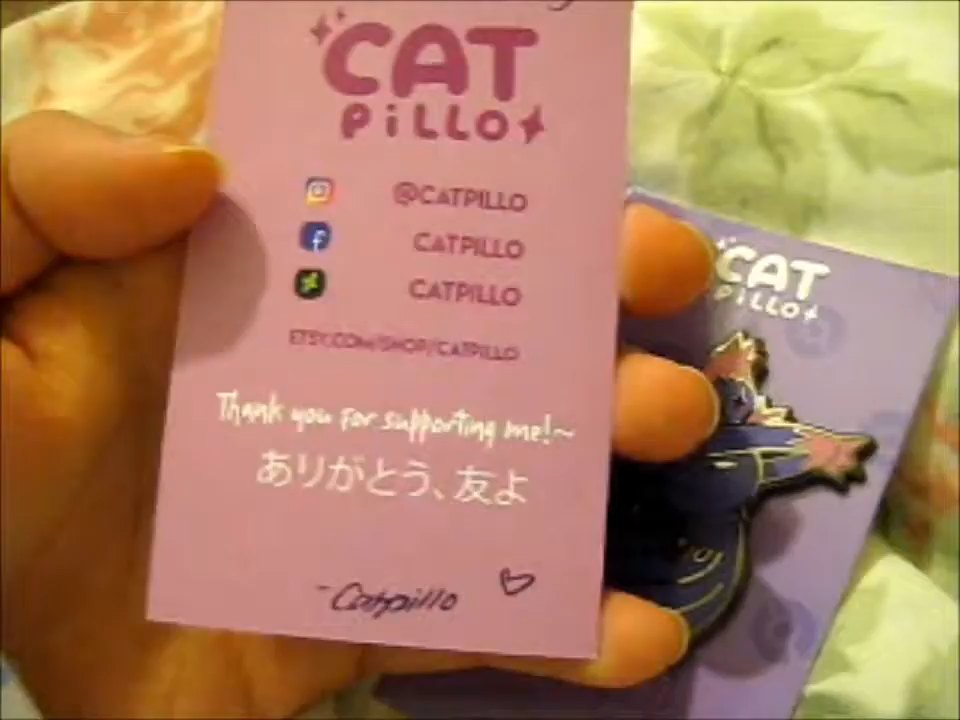 CAT
PiLLO
@CATPILLO
CATPILLO
CATPILLO
ETSY.COM/SHOP/CATPILLO
Thank you for supporting me!~
ありがとう、友よ
-Catpillo
CAT
PiLLO